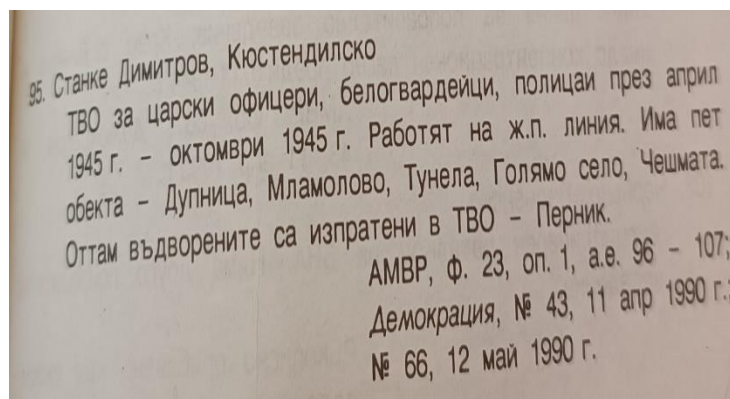 95. Станке Димитров, Кюстендилско
ТВО за царски офицери, белогвардейци, полицаи през април
1945 г. – октомври 1945 г. Работят на ж.п. линия. Има пет
обекта – Дупница, Мламолово, Тунела, Голямо село, Чешмата.
Оттам въдворените са изпратени в ТВО – Перник.
АМВР, ф. 23, оп. 1, а.е. 96 – 107;
Демокрация, № 43, 11 апр 1990 г.;
№ 66, 12 май 1990 г.